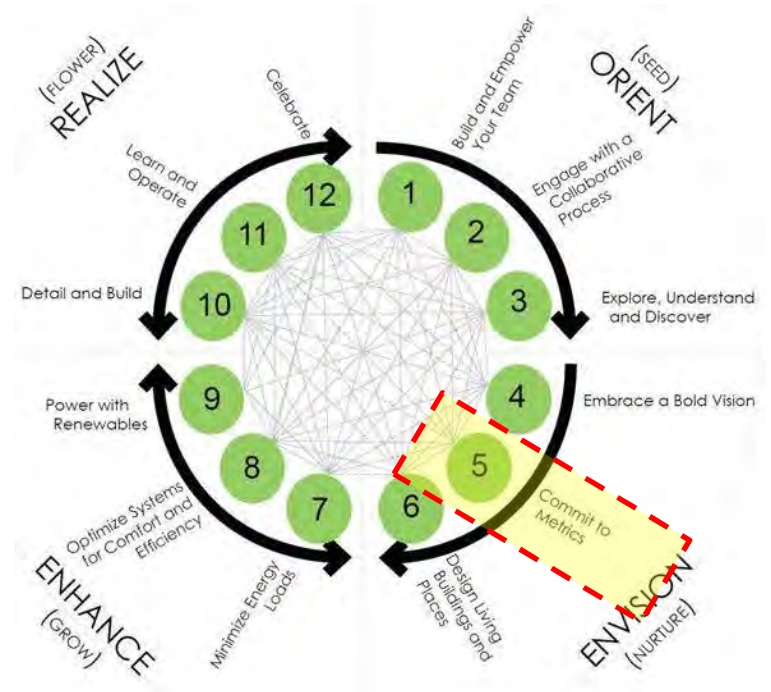 (FLOWER)
REALIZE
(SEED)
ORIENT
Celebrate
Build and Empower
Your Team
Learn and
Operate
Engage with a
Collaborative
Process
12
1
11
2
10
3
Detail and Build
Explore, Understand
and Discover
9
4
Power with
Renewables
Embrace a Bold Vision
8
5
7
6
Optimize Systems
for Comfort and
Efficiency
Commit to
Metrics
Minimize Energy
Loads
Design Living
Buildings and
Places
ENHANCE
(GROW)
ENVISION
(NURTURE)